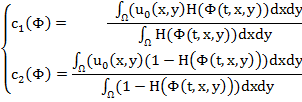 c₁(Φ) = ∫_Ω(u₀(x,y)H(Φ(t,x,y))dxdy / ∫_Ω H(Φ(t,x,y))dxdy
c₂(Φ) = ∫_Ω(u₀(x,y)(1 − H(Φ(t,x,y)))dxdy / ∫_Ω(1 − H(Φ(t,x,y)))dxdy